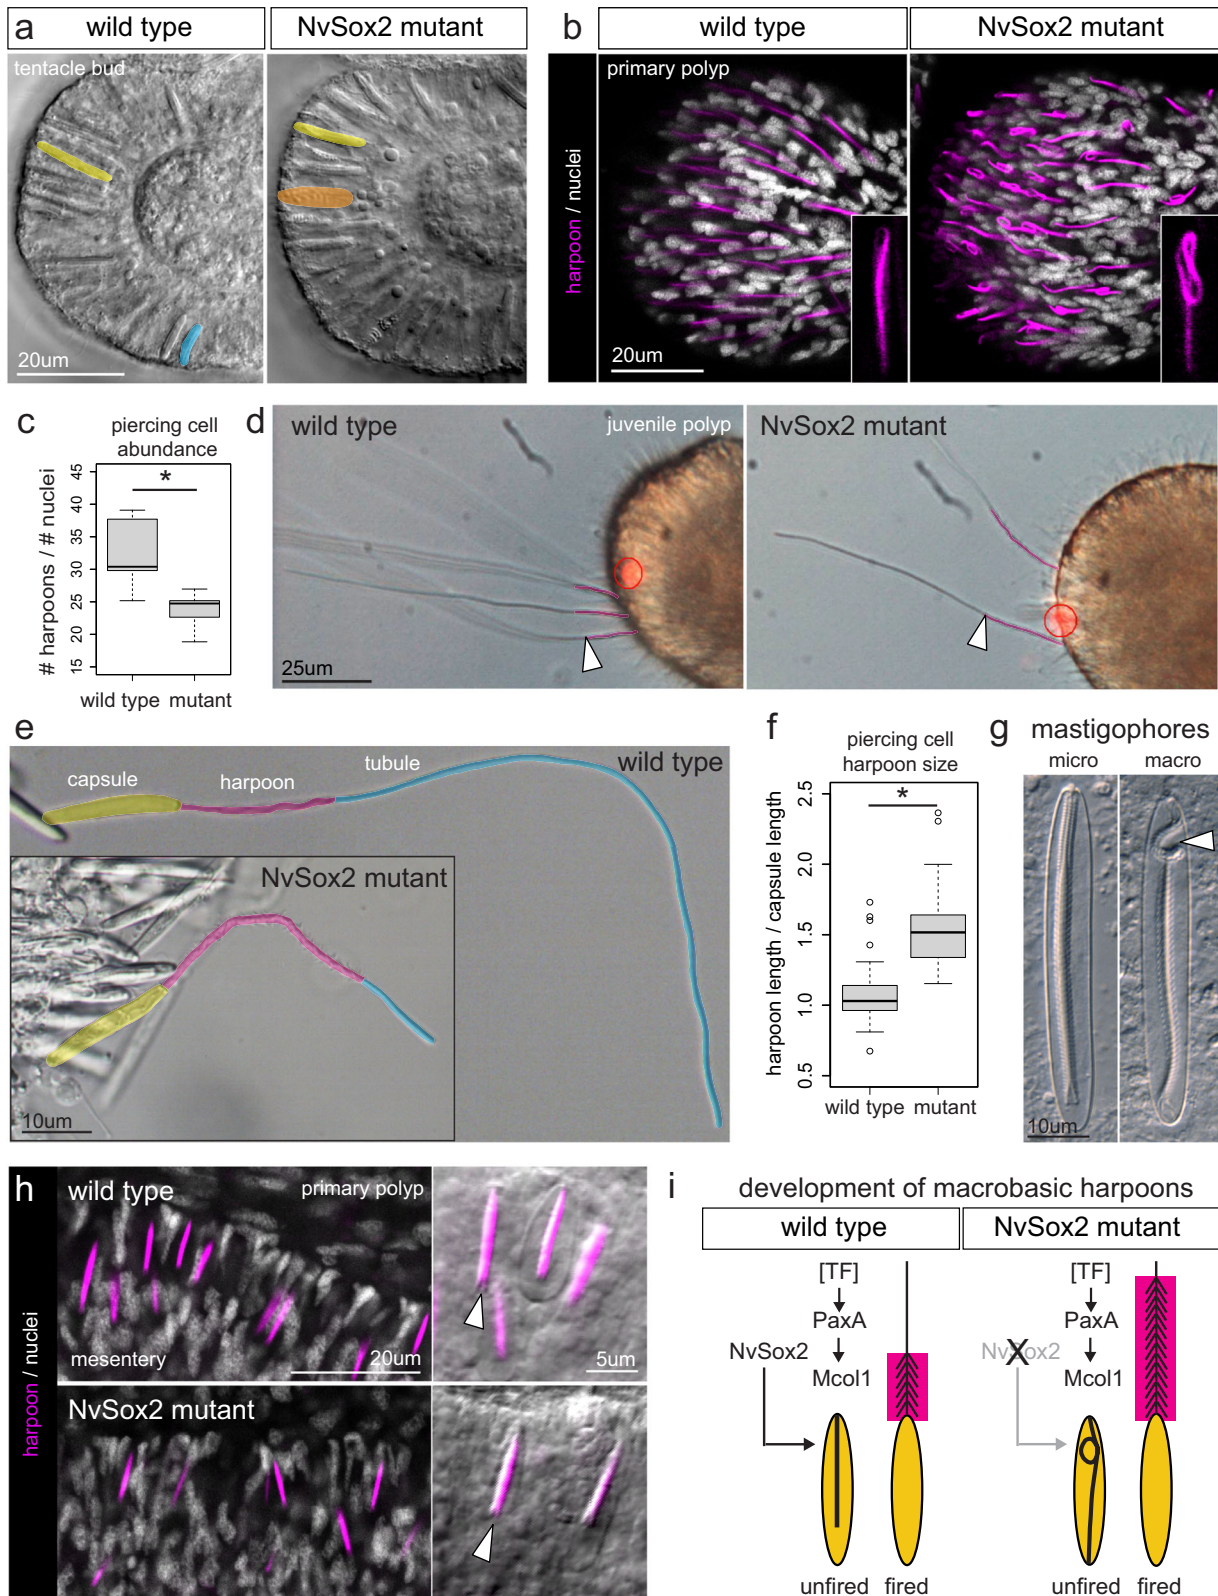 a
wild type
NvSox2 mutant
tentacle bud
20um
b
wild type
NvSox2 mutant
harpoon / nuclei
primary polyp
20um
c
piercing cell
abundance
# harpoons / # nuclei
45
40
35
30
25
20
15
*
wild type
mutant
d
wild type
juvenile polyp
25um
NvSox2 mutant
e
capsule
harpoon
tubule
wild type
NvSox2 mutant
10um
f
piercing cell
harpoon size
harpoon length / capsule length
2.5
2.0
1.5
1.0
0.5
*
wild type
mutant
g
mastigophores
micro
macro
10um
h
harpoon / nuclei
wild type
primary polyp
mesentery
20um
5um
NvSox2 mutant
i
development of macrobasic harpoons
wild type
NvSox2 mutant
[TF]
PaxA
NvSox2
Mcol1
unfired
fired
[TF]
PaxA
NvSox2
X
Mcol1
unfired
fired